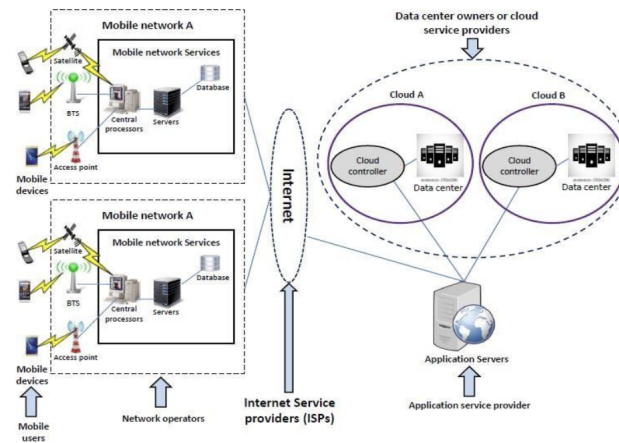 Mobile network A
Mobile network Services
Satellite
BTS
Access point
Central
processors
Servers
Database
Mobile
devices
Mobile network A
Mobile network Services
Satellite
BTS
Access point
Central
processors
Servers
Database
Mobile
devices
Mobile
users
Network operators
Internet
Internet Service
providers (ISPs)
Data center owners or cloud
service providers
Cloud A
Cloud
controller
Data center
Cloud B
Cloud
controller
Data center
Application Servers
Application service provider